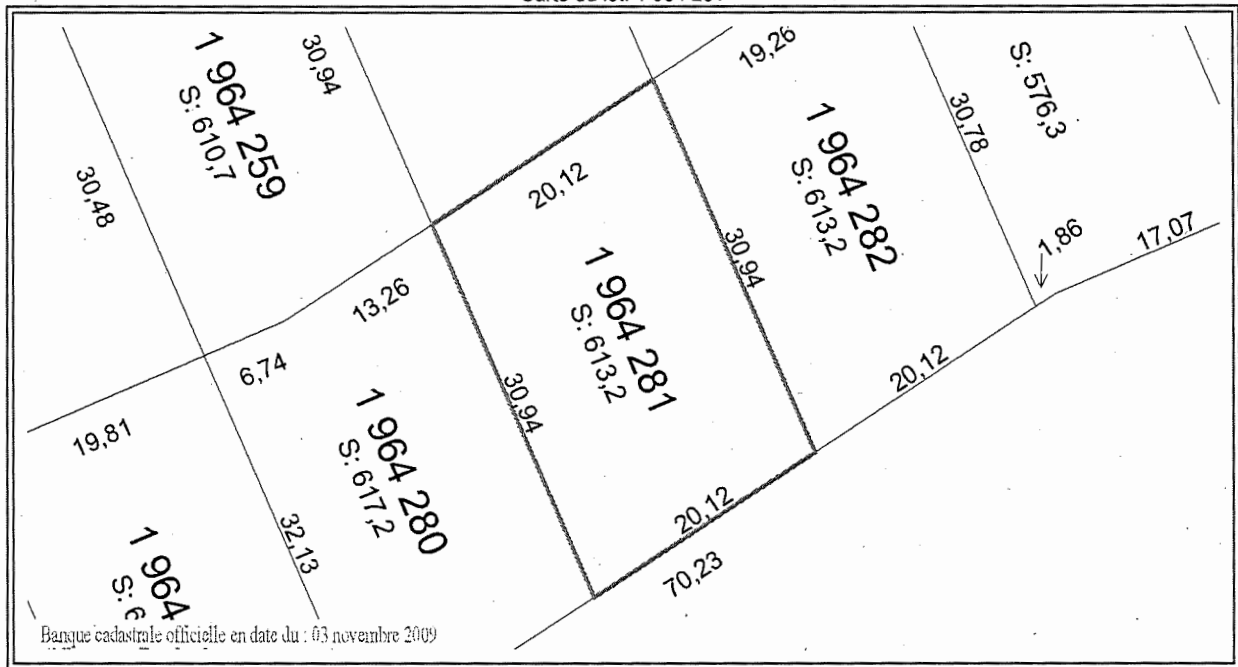 30,94
19,26
1 964 259
S: 610,7
S: 576,3
30,48
20,12
1 964 282
S: 613,2
30,78
1,86
17,07
13,26
1 964 281
S: 613,2
30,94
6,74
20,12
19,81
1 964 280
S: 617,2
30,94
20,12
70,23
32,13
1 964
S: 6
Banque cadastrale officielle en date du : 03 novembre 2009